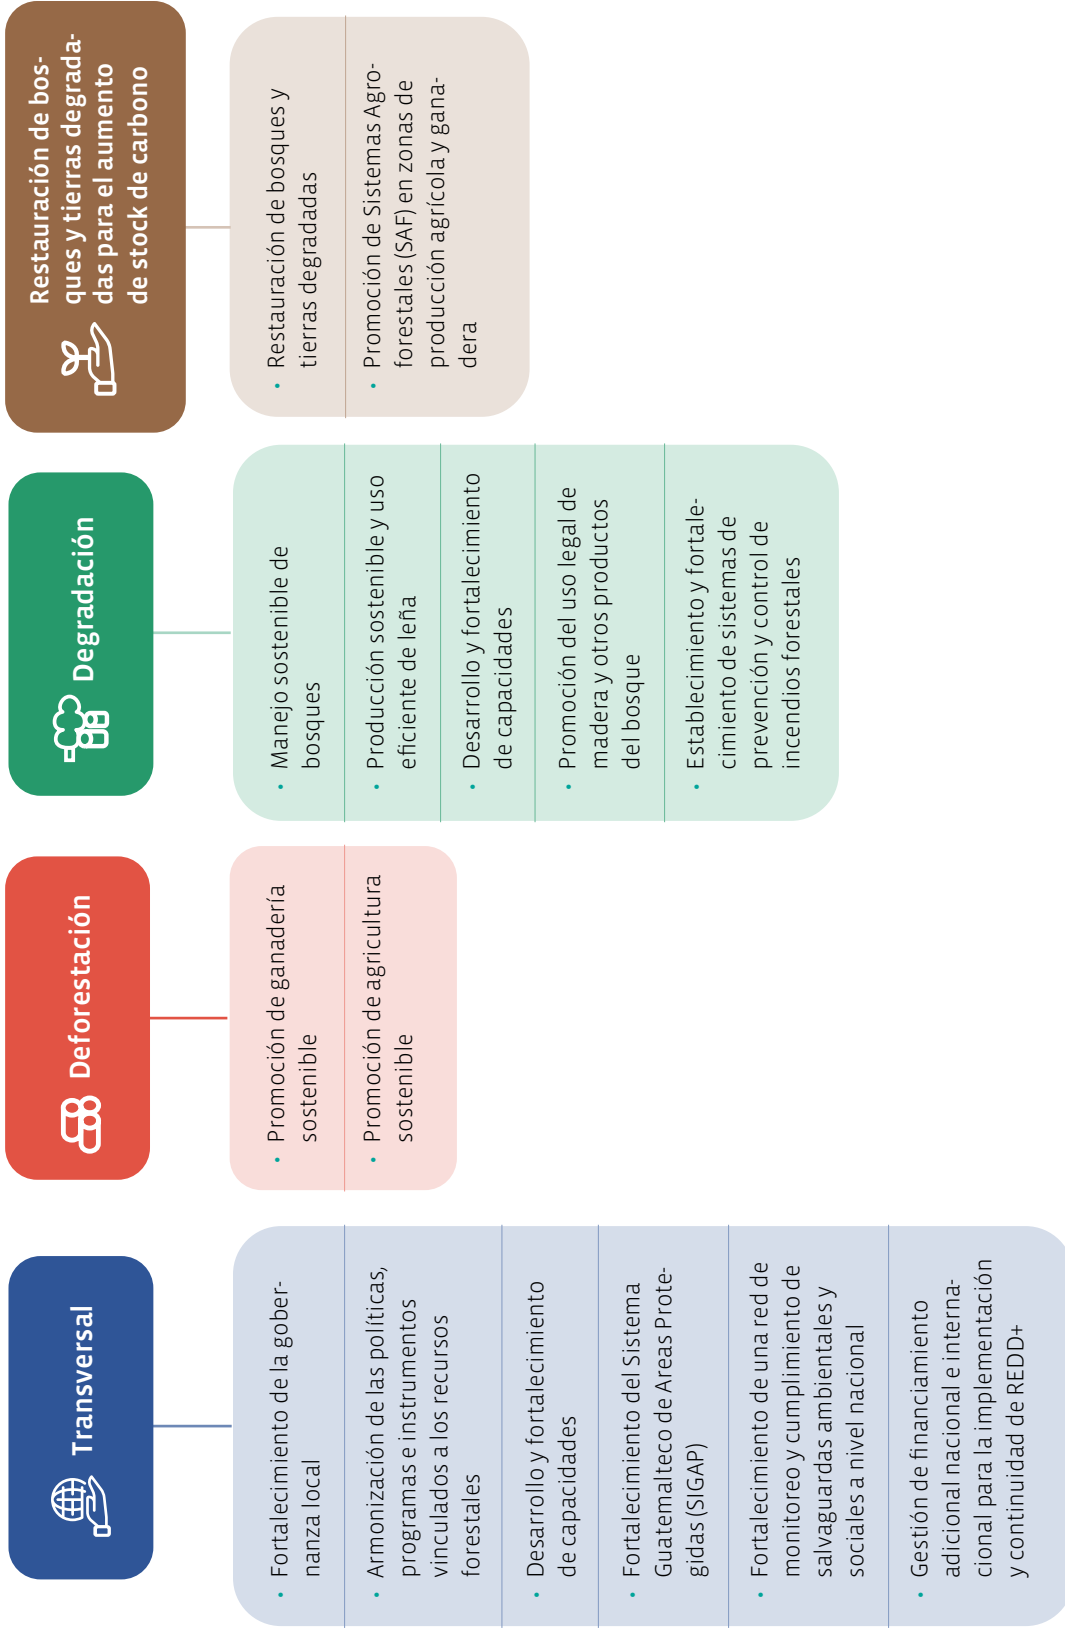 Transversal
Fortalecimiento de la gober-
nanza local
Armonización de las políticas,
programas e instrumentos
vinculados a los recursos
forestales
Desarrollo y fortalecimiento
de capacidades
Fortalecimiento del Sistema
Guatemalteco de Areas Prote-
gidas (SIGAP)
Fortalecimiento de una red de
monitoreo y cumplimiento de
salvaguardas ambientales y
sociales a nivel nacional
Gestión de financiamiento
adicional nacional e interna-
cional para la implementación
y continuidad de REDD+
Deforestación
Promoción de ganadería
sostenible
Promoción de agricultura
sostenible
Degradación
Manejo sostenible de
bosques
Producción sostenible y uso
eficiente de leña
Desarrollo y fortalecimiento
de capacidades
Promoción del uso legal de
madera y otros productos
del bosque
Establecimiento y fortale-
cimiento de sistemas de
prevención y control de
incendios forestales
Restauración de bos-
ques y tierras degrada-
das para el aumento
de stock de carbono
Restauración de bosques y
tierras degradadas
Promoción de Sistemas Agro-
forestales (SAF) en zonas de
producción agrícola y gana-
dera